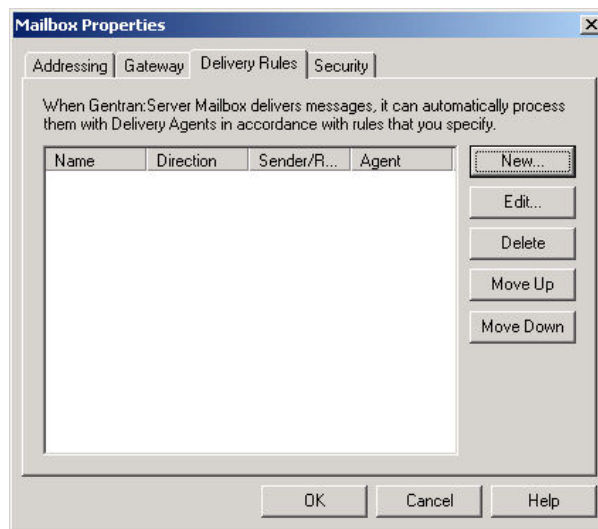 Mailbox Properties
Addressing Gateway Delivery Rules Security
When Gentran:Server Mailbox delivers messages, it can automatically process
them with Delivery Agents in accordance with rules that you specify.
Name Direction Sender/R... Agent
New...
Edit...
Delete
Move Up
Move Down
OK Cancel Help